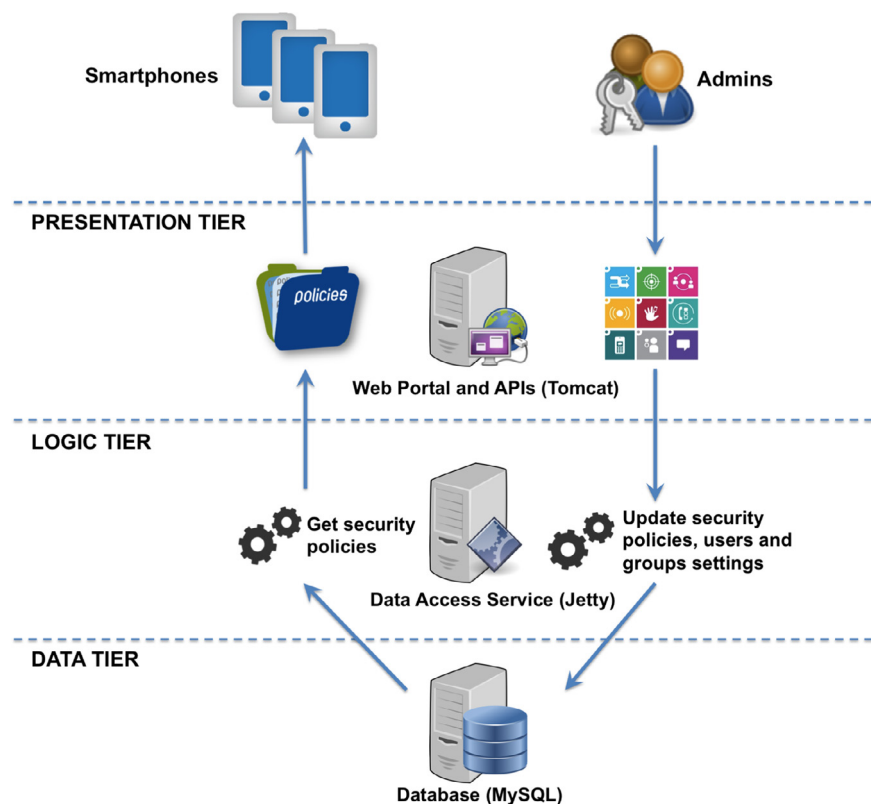 Smartphones
Admins
PRESENTATION TIER
policies
Web Portal and APIs (Tomcat)
LOGIC TIER
Get security
policies
Update security
policies, users and
groups settings
Data Access Service (Jetty)
DATA TIER
Database (MySQL)